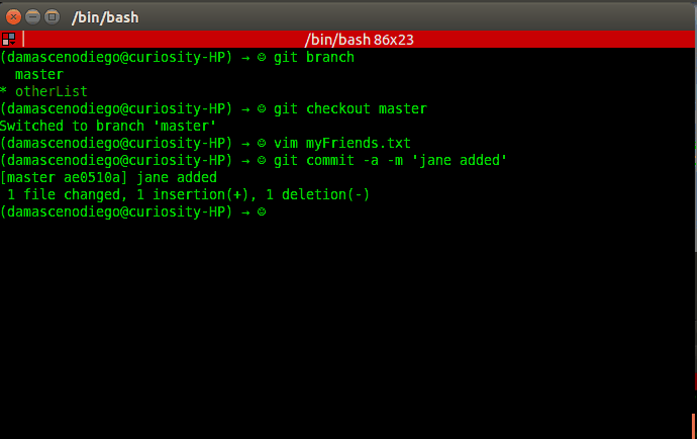 /bin/bash
/bin/bash 86x23
(damascenodiego@curiosity-HP) → ☺ git branch
  master
* otherList
(damascenodiego@curiosity-HP) → ☺ git checkout master
Switched to branch 'master'
(damascenodiego@curiosity-HP) → ☺ vim myFriends.txt
(damascenodiego@curiosity-HP) → ☺ git commit -a -m 'jane added'
[master ae0510a] jane added
 1 file changed, 1 insertion(+), 1 deletion(-)
(damascenodiego@curiosity-HP) → ☺